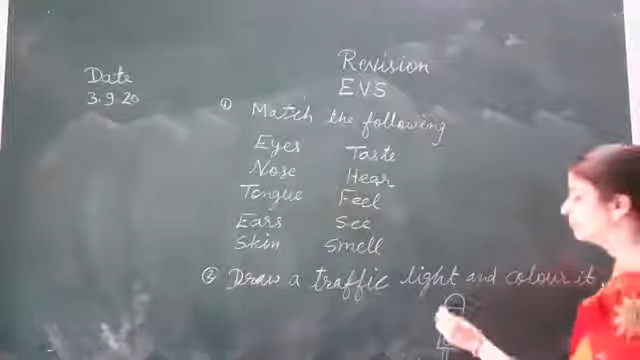 Revision
Date
EVS
3.9.20
① Match the following
Eyes Taste
Nose Hear
Tongue Feel
Ears See
Skin Smell
② Draw a traffic light and colour it.